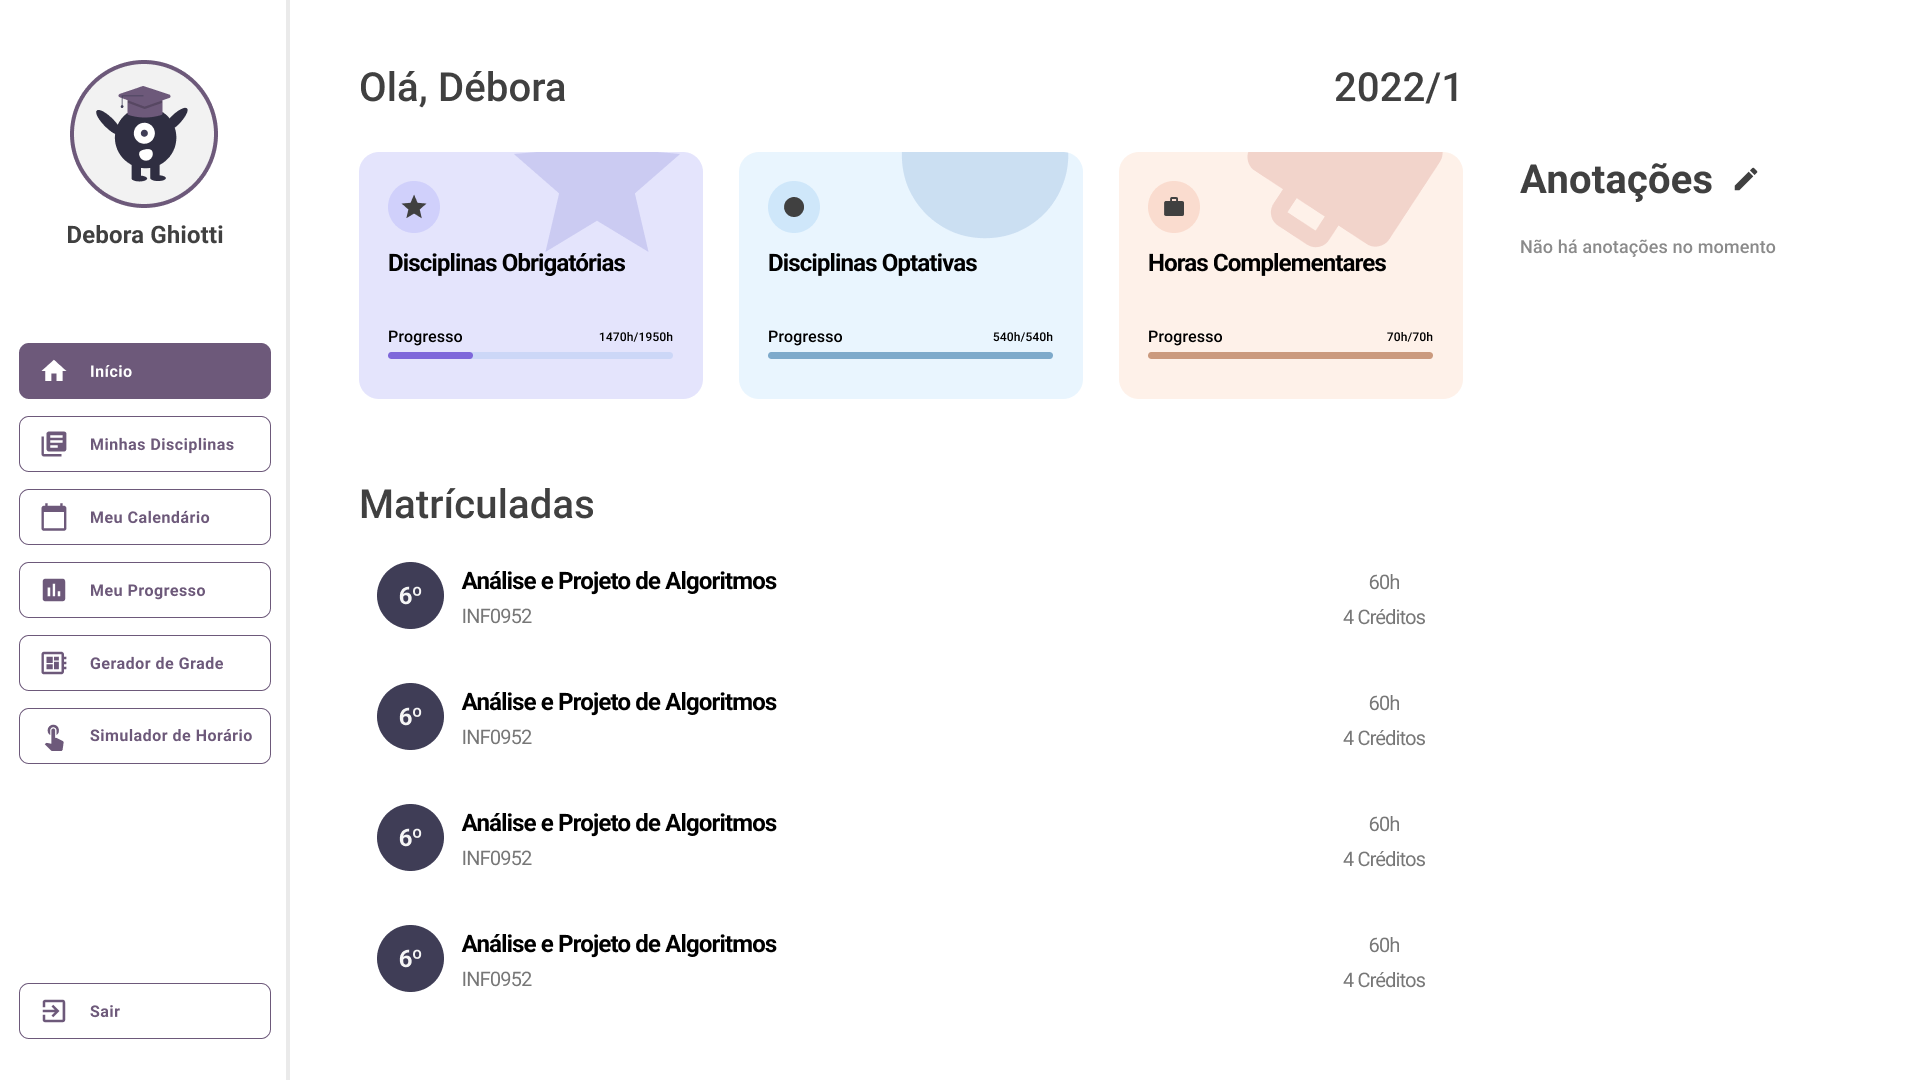 Debora Ghiotti
Início
Minhas Disciplinas
Meu Calendário
Meu Progresso
Gerador de Grade
Simulador de Horário
Sair
Olá, Débora
2022/1
Disciplinas Obrigatórias
Progresso
1470h/1950h
Disciplinas Optativas
Progresso
540h/540h
Horas Complementares
Progresso
70h/70h
Matrículadas
6º
Análise e Projeto de Algoritmos
INF0952
60h
4 Créditos
6º
Análise e Projeto de Algoritmos
INF0952
60h
4 Créditos
6º
Análise e Projeto de Algoritmos
INF0952
60h
4 Créditos
6º
Análise e Projeto de Algoritmos
INF0952
60h
4 Créditos
Anotações
Não há anotações no momento